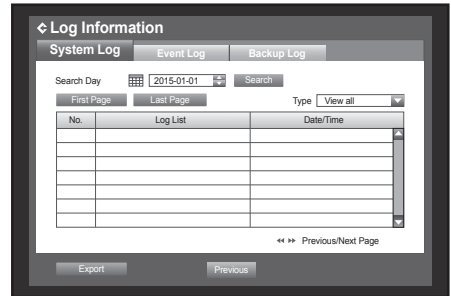 Log Information
System Log Event Log Backup Log
Search Day 2015-01-01 Search
First Page Last Page Type View all
No. Log List Date/Time
Previous/Next Page
Export Previous